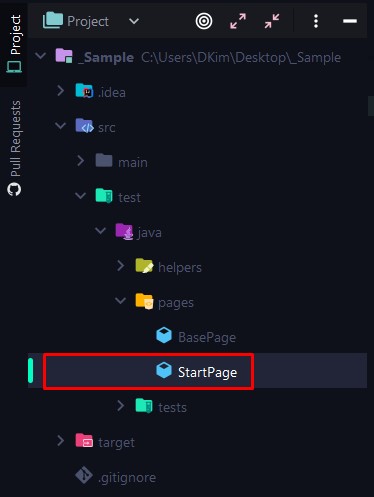 Project
Pull Requests
Project
_Sample C:\Users\DKim\Desktop\_Sample
.idea
src
main
test
java
helpers
pages
BasePage
StartPage
tests
target
.gitignore